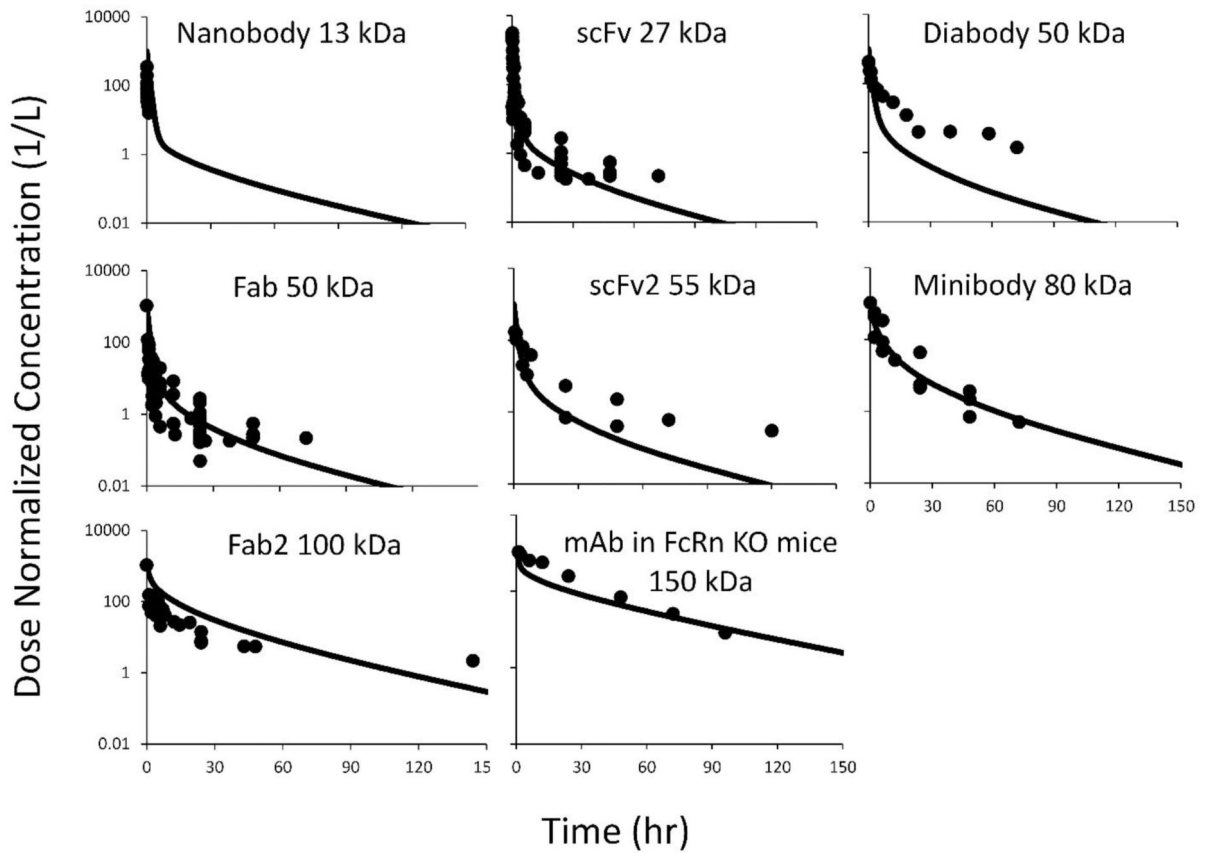 Dose Normalized Concentration (1/L)
Nanobody 13 kDa
10000
100
1
0.01
scFv 27 kDa
Diabody 50 kDa
Fab 50 kDa
10000
100
1
0.01
scFv2 55 kDa
Minibody 80 kDa
0 30 60 90 120 150
Fab2 100 kDa
10000
100
1
0.01
0 30 60 90 120 15
mAb in FcRn KO mice
150 kDa
0 30 60 90 120 150
Time (hr)